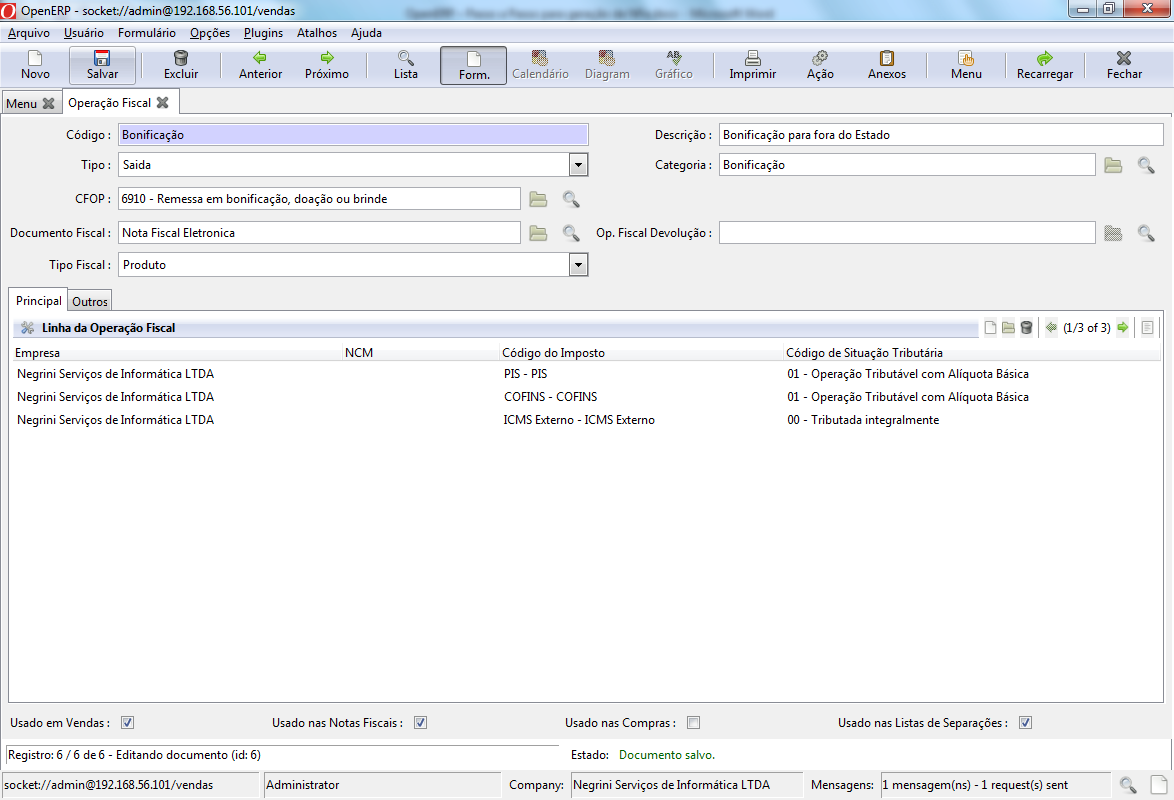 OpenERP - socket://admin@192.168.56.101/vendas
Arquivo Usuário Formulário Opções Plugins Atalhos Ajuda
Novo Salvar Excluir Anterior Próximo Lista Form. Calendário Diagram Gráfico Imprimir Ação Anexos Menu Recarregar Fechar
Menu Operação Fiscal
Código : Bonificação Descrição : Bonificação para fora do Estado
Tipo : Saida Categoria : Bonificação
CFOP : 6910 - Remessa em bonificação, doação ou brinde
Documento Fiscal : Nota Fiscal Eletronica Op. Fiscal Devolução :
Tipo Fiscal : Produto
Principal Outros
Linha da Operação Fiscal (1/3 of 3)
Empresa NCM Código do Imposto Código de Situação Tributária
Negrini Serviços de Informática LTDA PIS - PIS 01 - Operação Tributável com Alíquota Básica
Negrini Serviços de Informática LTDA COFINS - COFINS 01 - Operação Tributável com Alíquota Básica
Negrini Serviços de Informática LTDA ICMS Externo - ICMS Externo 00 - Tributada integralmente
Usado em Vendas : Usado nas Notas Fiscais : Usado nas Compras : Usado nas Listas de Separações :
Registro: 6 / 6 de 6 - Editando documento (id: 6) Estado: Documento salvo.
socket://admin@192.168.56.101/vendas Administrator Company: Negrini Serviços de Informática LTDA Mensagens: 1 mensagem(ns) - 1 request(s) sent